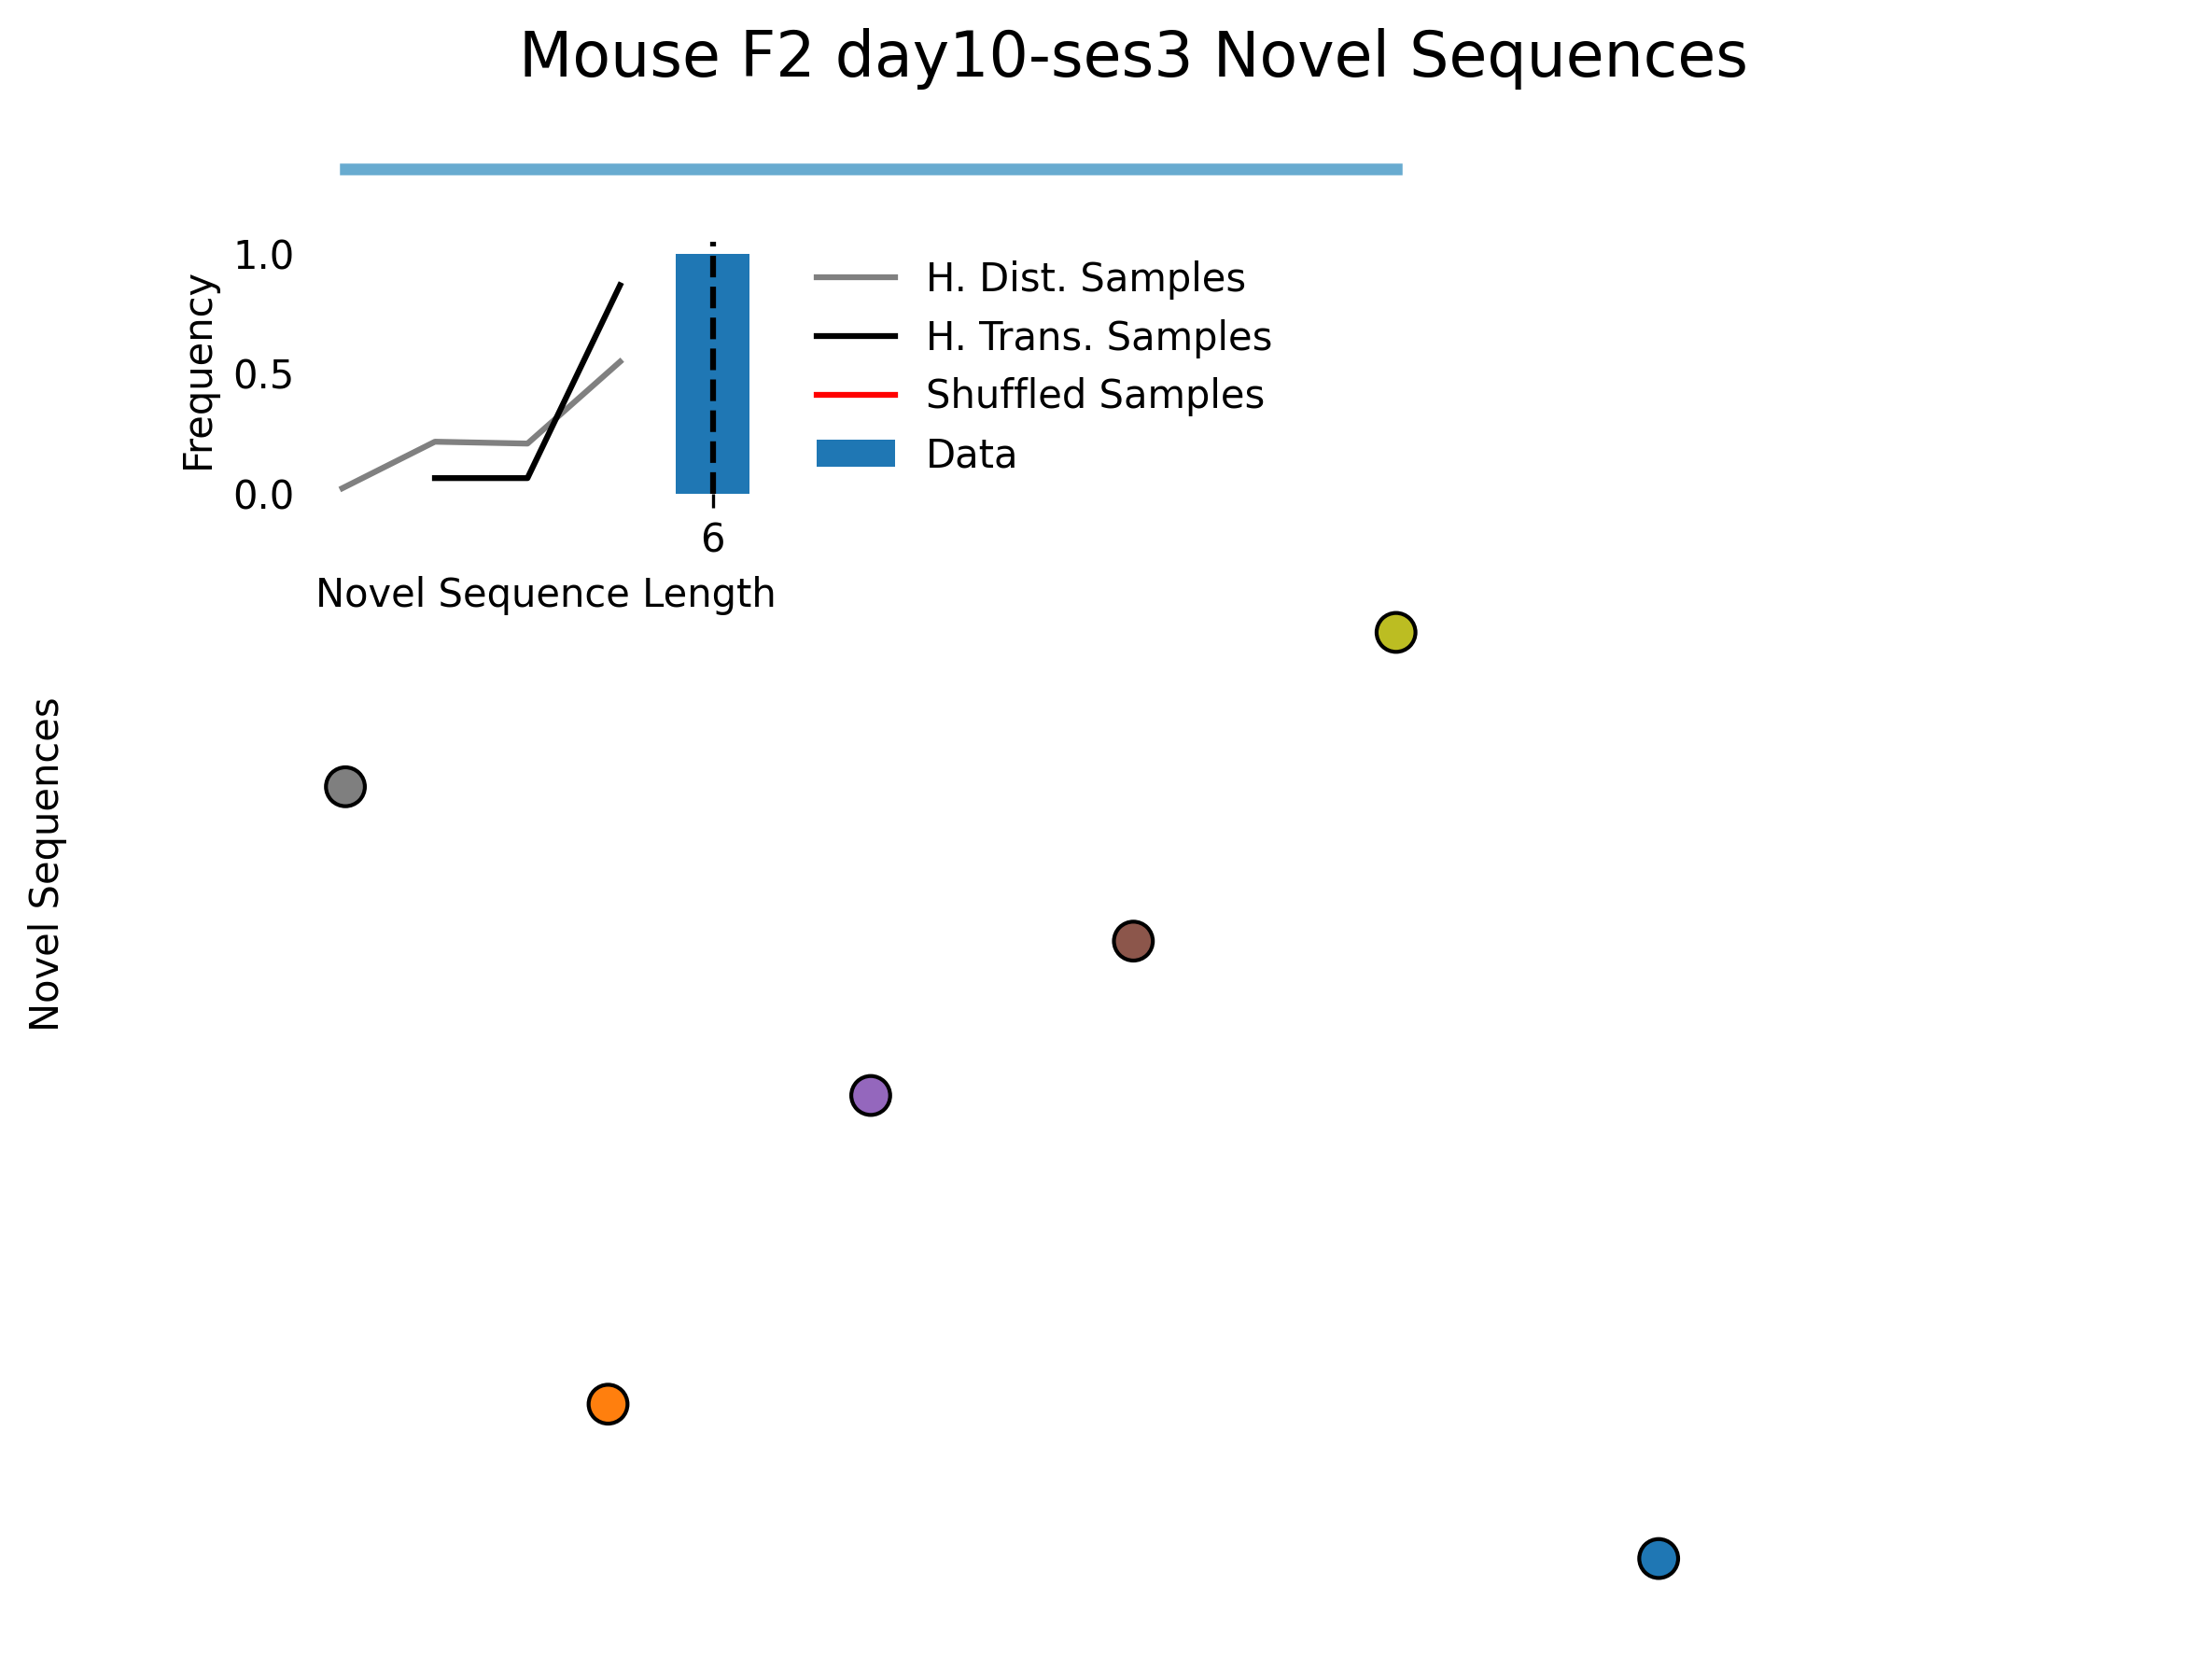 Mouse F2 day10-ses3 Novel Sequences
1.0
0.5
0.0
Frequency
6
Novel Sequence Length
H. Dist. Samples
H. Trans. Samples
Shuffled Samples
Data
Novel Sequences